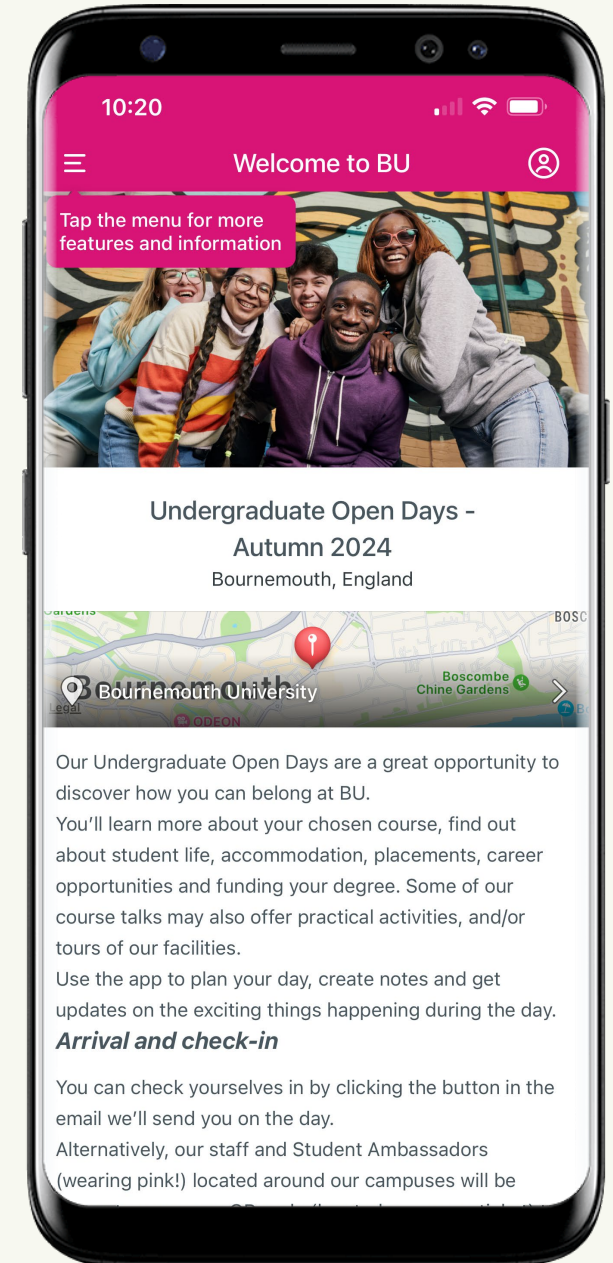 10:20
Welcome to BU
Tap the menu for more
features and information
Undergraduate Open Days -
Autumn 2024
Bournemouth, England
Gardens
BOSC
Bournemouth
Bournemouth University
Boscombe
Chine Gardens
Legal
ODEON
Our Undergraduate Open Days are a great opportunity to
discover how you can belong at BU.
You’ll learn more about your chosen course, find out
about student life, accommodation, placements, career
opportunities and funding your degree. Some of our
course talks may also offer practical activities, and/or
tours of our facilities.
Use the app to plan your day, create notes and get
updates on the exciting things happening during the day.
Arrival and check-in
You can check yourselves in by clicking the button in the
email we’ll send you on the day.
Alternatively, our staff and Student Ambassadors
(wearing pink!) located around our campuses will be